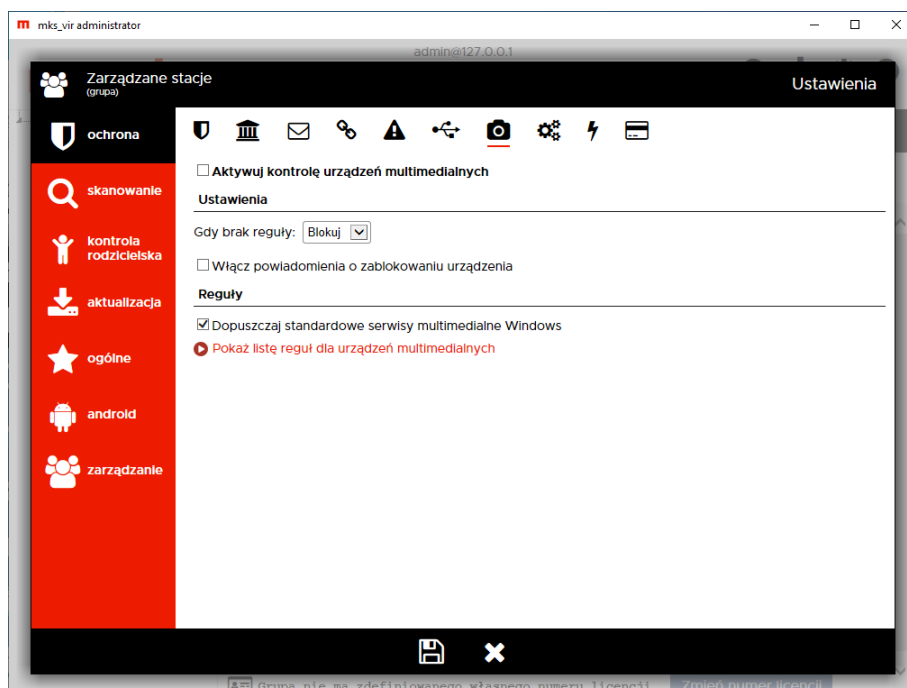 mks_vir administrator
admin@127.0.0.1
Zarządzane stacje
(grupa)
Ustawienia
ochrona
skanowanie
kontrola
rodzicielska
aktualizacja
ogólne
android
zarządzanie
Aktywuj kontrolę urządzeń multimedialnych
Ustawienia
Gdy brak reguły: Blokuj
Włącz powiadomienia o zablokowaniu urządzenia
Reguły
Dopuszczaj standardowe serwisy multimedialne Windows
Pokaż listę reguł dla urządzeń multimedialnych
Grupa nie ma zdefiniowanego własnego numeru licencji
Zmień numer licencji